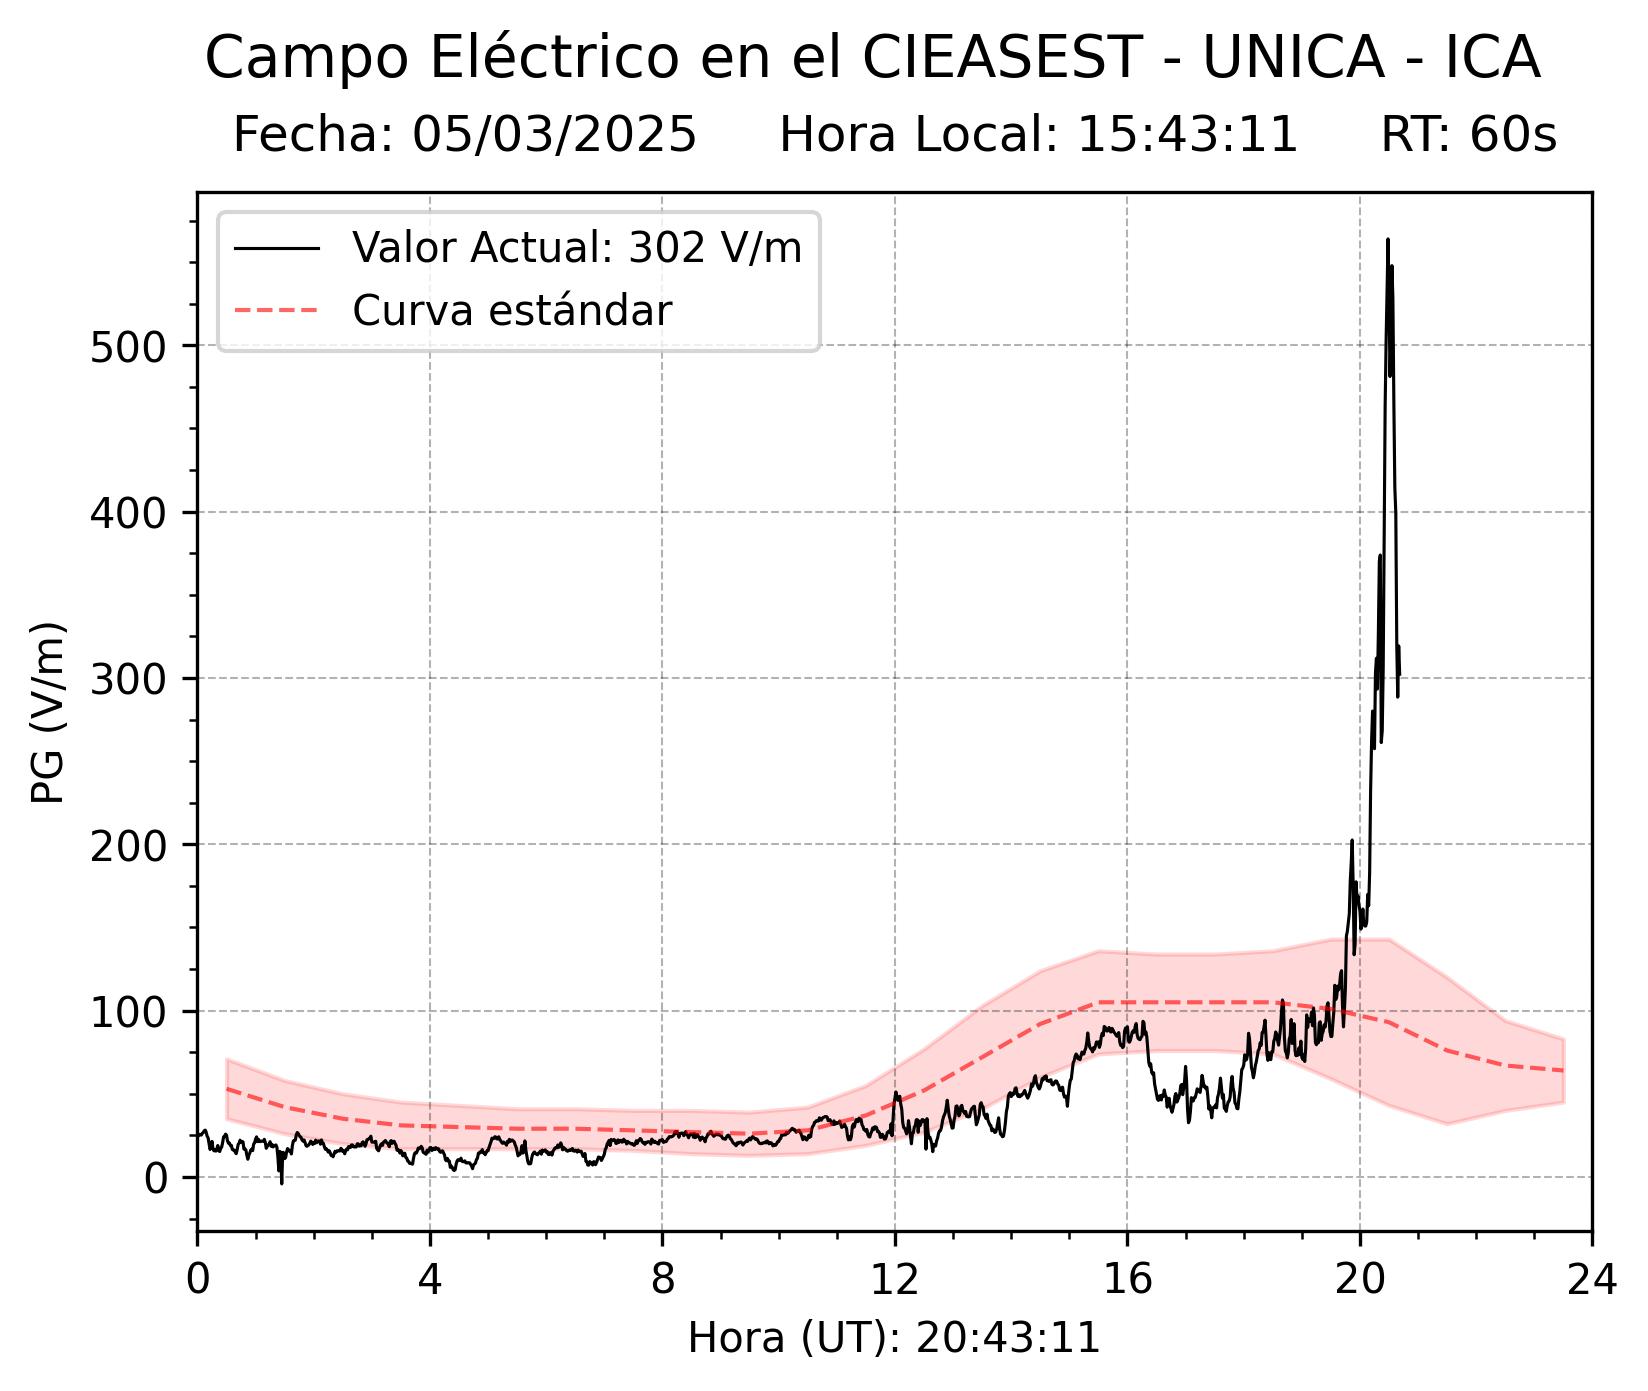 Campo Eléctrico en el CIEASEST - UNICA - ICA
Fecha: 05/03/2025 Hora Local: 15:43:11 RT: 60s
Valor Actual: 302 V/m
Curva estándar
PG (V/m)
500
400
300
200
100
0
0 4 8 12 16 20 24
Hora (UT): 20:43:11